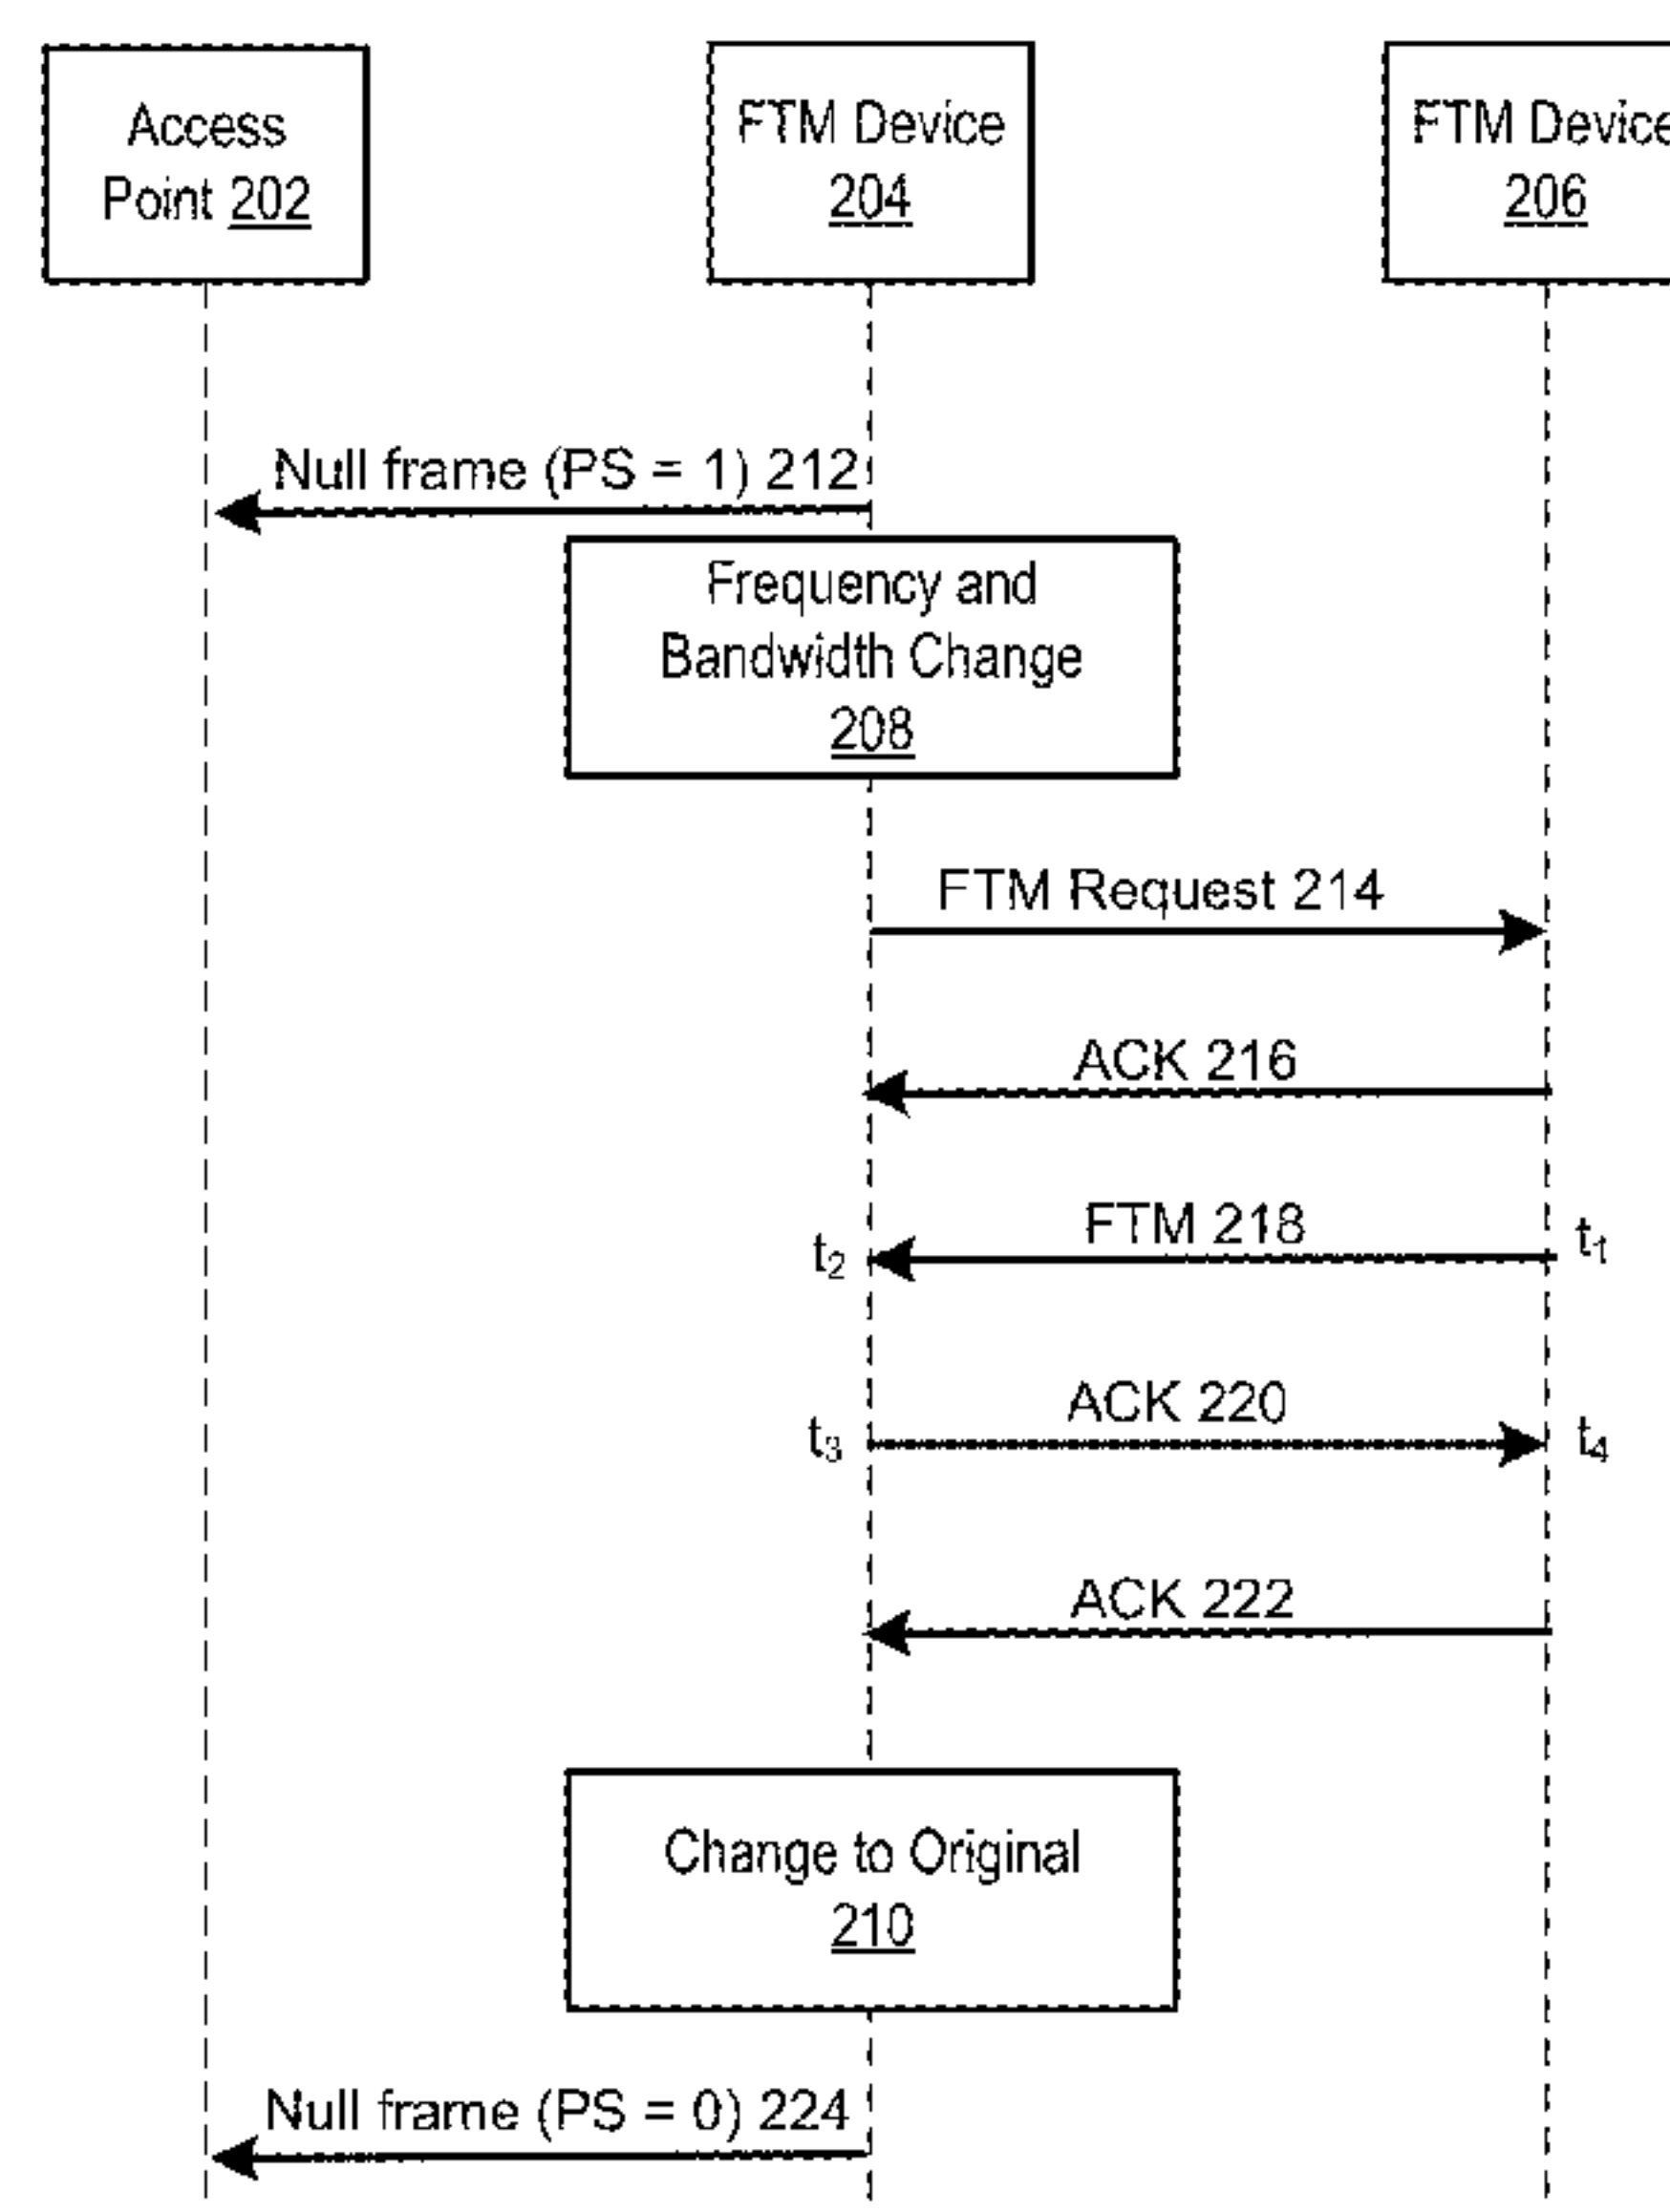 Access
Point 202
FTM Device
204
FTM Device
206
Null frame (PS = 1) 212
Frequency and
Bandwidth Change
208
FTM Request 214
ACK 216
FTM 218
t2
t1
ACK 220
t3
t4
ACK 222
Change to Original
210
Null frame (PS = 0) 224